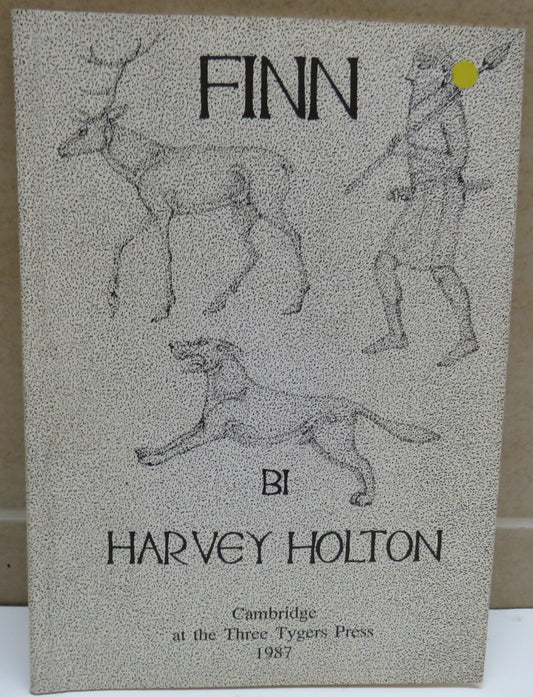 FINN
BI
HARVEY HOLTON
Cambridge
at the Three Tygers Press
1987